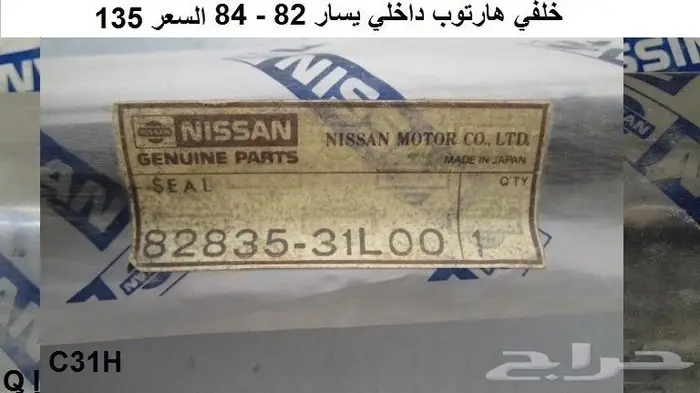 خلفي هارتوب داخلي يسار 82 - 84 السعر 135
NISSAN
NISSAN
GENUINE PARTS
NISSAN MOTOR CO., LTD.
MADE IN JAPAN
SEAL
Q'TY
82835-31L00
1
C31H
حراج